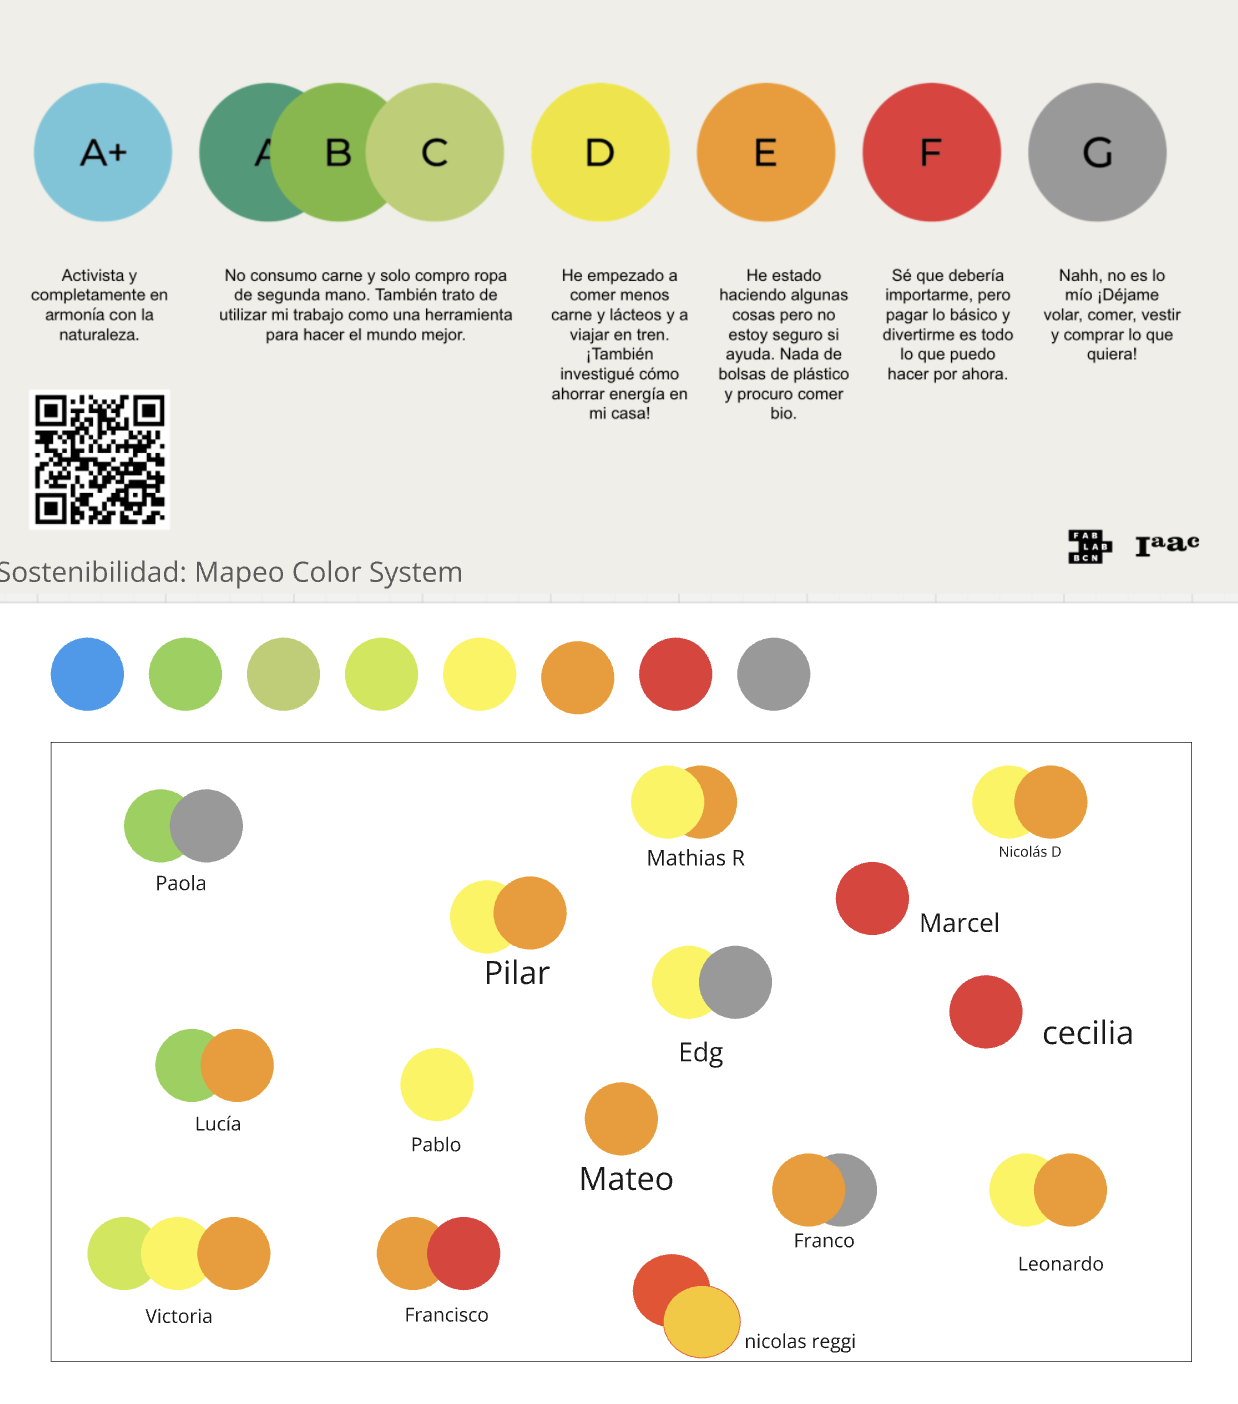 A+
A
B
C
D
E
F
G
Activista y
completamente en
armonía con la
naturaleza.
No consumo carne y solo compro ropa
de segunda mano. También trato de
utilizar mi trabajo como una herramienta
para hacer el mundo mejor.
He empezado a
comer menos
carne y lácteos y a
viajar en tren.
¡También
investigué cómo
ahorrar energía en
mi casa!
He estado
haciendo algunas
cosas pero no
estoy seguro si
ayuda. Nada de
bolsas de plástico
y procuro comer
bio.
Sé que debería
importarme, pero
pagar lo básico y
divertirme es todo
lo que puedo
hacer por ahora.
Nahh, no es lo
mío ¡Déjame
volar, comer, vestir
y comprar lo que
quiera!
FAB
LAB
BCN
Iaac
Sostenibilidad: Mapeo Color System
Paola
Mathias R
Nicolás D
Pilar
Marcel
Edg
cecilia
Lucía
Pablo
Mateo
Franco
Leonardo
Victoria
Francisco
nicolas reggi